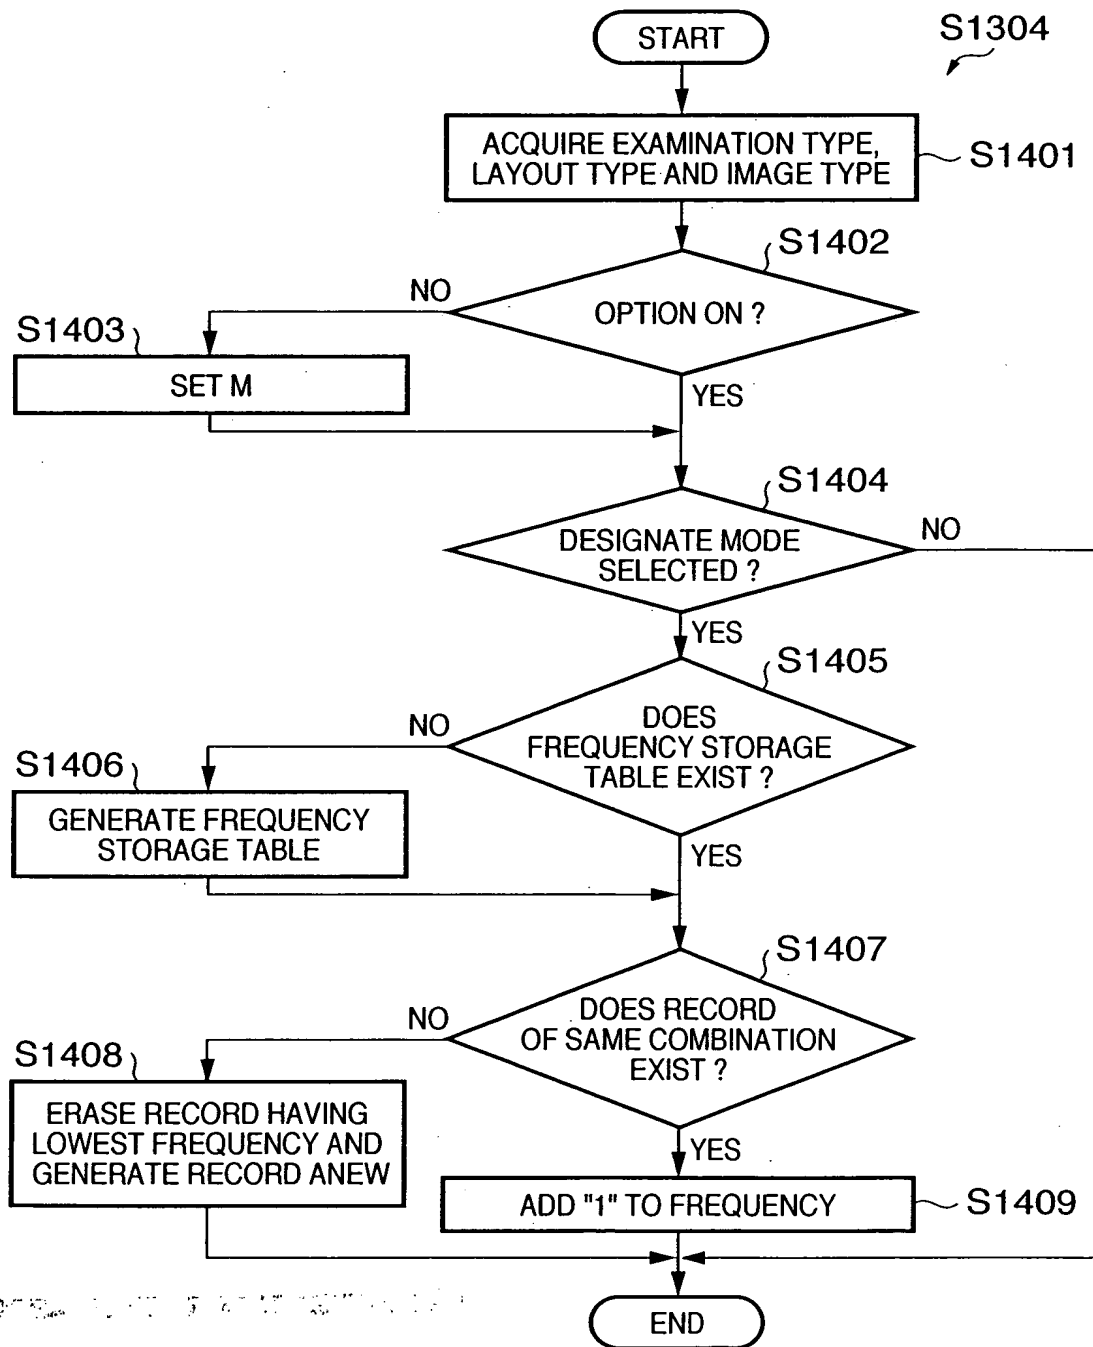 START
S1304
ACQUIRE EXAMINATION TYPE,
LAYOUT TYPE AND IMAGE TYPE
S1401
S1402
OPTION ON ?
NO
S1403
SET M
YES
S1404
DESIGNATE MODE
SELECTED ?
NO
YES
S1405
DOES
FREQUENCY STORAGE
TABLE EXIST ?
NO
S1406
GENERATE FREQUENCY
STORAGE TABLE
YES
S1407
DOES RECORD
OF SAME COMBINATION
EXIST ?
NO
S1408
ERASE RECORD HAVING
LOWEST FREQUENCY AND
GENERATE RECORD ANEW
YES
ADD "1" TO FREQUENCY
S1409
END